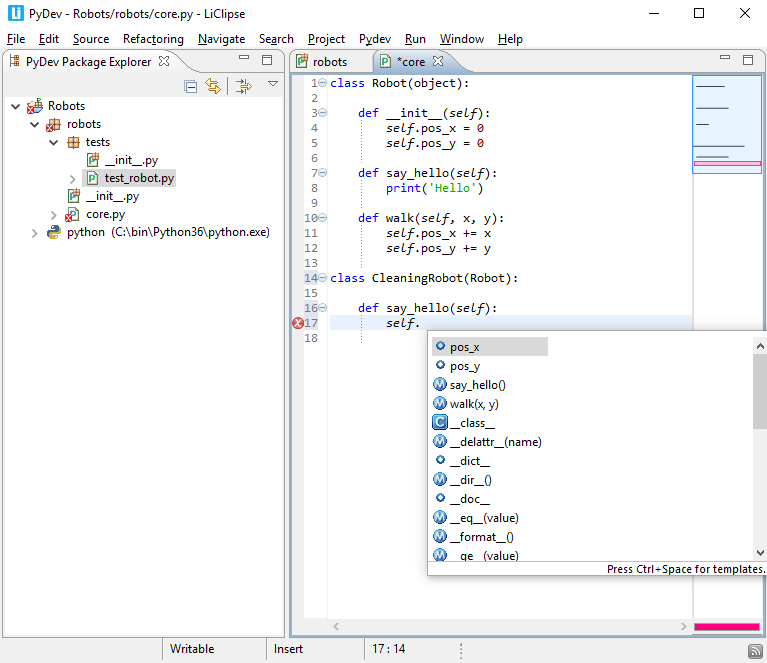 PyDev - Robots/robots/core.py - LiClipse
File Edit Source Refactoring Navigate Search Project Pydev Run Window Help
PyDev Package Explorer
Robots
robots
tests
__init__.py
test_robot.py
__init__.py
core.py
python (C:\bin\Python36\python.exe)
robots *core
1 class Robot(object):
2
3 def __init__(self):
4 self.pos_x = 0
5 self.pos_y = 0
6
7 def say_hello(self):
8 print('Hello')
9
10 def walk(self, x, y):
11 self.pos_x += x
12 self.pos_y += y
13
14 class CleaningRobot(Robot):
15
16 def say_hello(self):
17 self.
18
pos_x
pos_y
say_hello()
walk(x, y)
__class__
__delattr__(name)
__dict__
__dir__()
__doc__
__eq__(value)
__format__()
__ge__(value)
Press Ctrl+Space for templates.
Writable Insert 17 : 14